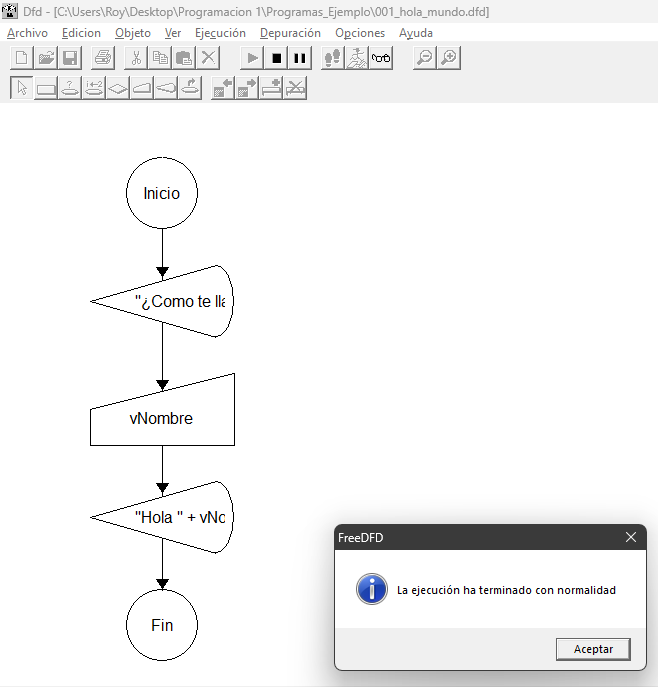 Dfd - [C:\Users\Roy\Desktop\Programacion 1\Programas_Ejemplo\001_hola_mundo.dfd]
Archivo Edicion Objeto Ver Ejecución Depuración Opciones Ayuda
Inicio
"¿Como te lla
vNombre
"Hola " + vNo
FreeDFD
La ejecución ha terminado con normalidad
Aceptar
Fin